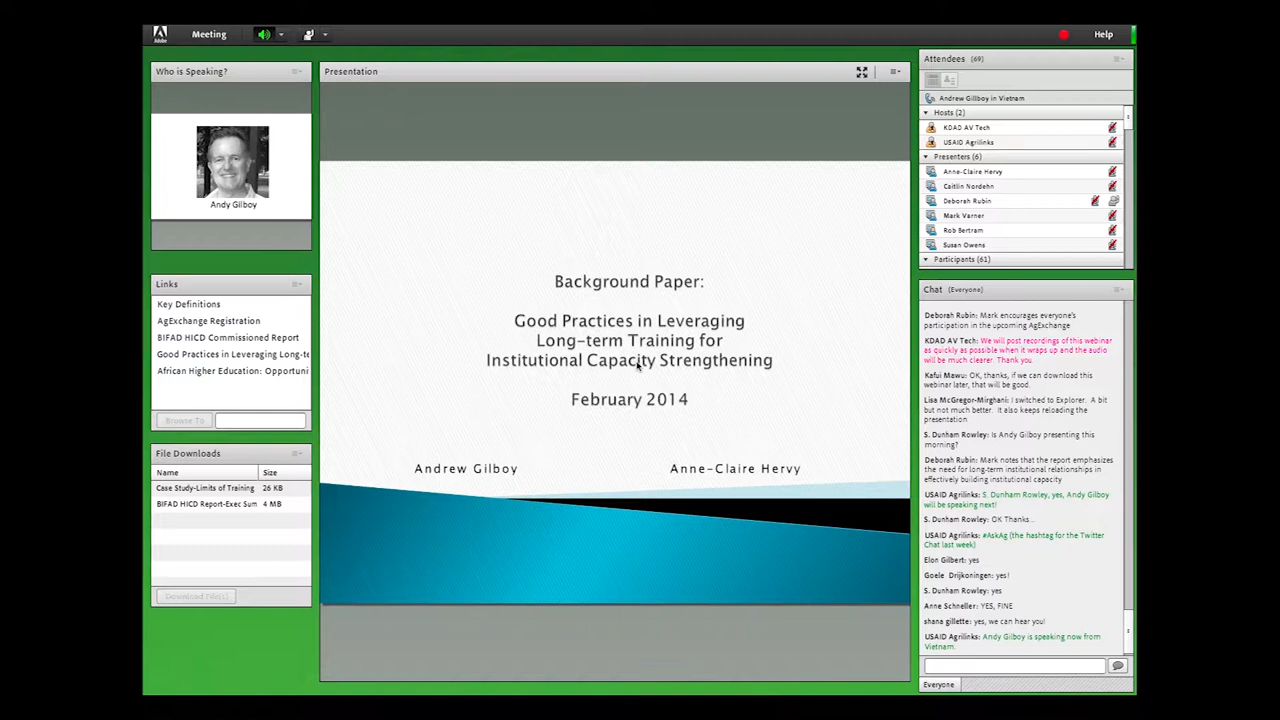 Adobe
Meeting
Help
Who is Speaking?
Andy Gilboy
Links
Key Definitions
AgExchange Registration
BIFAD HICD Commissioned Report
Good Practices in Leveraging Long-te
African Higher Education: Opportuni
Browse To
File Downloads
Name Size
Case Study-Limits of Training 26 KB
BIFAD HICD Report-Exec Sum 4 MB
Download File(s)
Presentation
Background Paper:
Good Practices in Leveraging
Long-term Training for
Institutional Capacity Strengthening
February 2014
Andrew Gilboy Anne-Claire Hervy
Attendees (69)
Andrew Gillboy in Vietnam
Hosts (2)
KDAD AV Tech
USAID Agrilinks
Presenters (6)
Anne-Claire Hervy
Caitlin Nordehn
Deborah Rubin
Mark Varner
Rob Bertram
Susan Owens
Participants (61)
Chat (Everyone)
Deborah Rubin: Mark encourages everyone's
participation in the upcoming AgExchange
KDAD AV Tech: We will post recordings of this webinar
as quickly as possible when it wraps up and the audio
will be much clearer. Thank you.
Kafui Mawu: OK, thanks, if we can download this
webinar later, that will be good.
Lisa McGregor-Mirghani: I switched to Explorer. A bit
but not much better. It also keeps reloading the
presentation
S. Dunham Rowley: Is Andy Gilboy presenting this
morning?
Deborah Rubin: Mark notes that the report emphasizes
the need for long-term institutional relationships in
effectively building institutional capacity
USAID Agrilinks: S. Dunham Rowley, yes, Andy Gilboy
will be speaking next!
S. Dunham Rowley: OK Thanks...
USAID Agrilinks: #AskAg (the hashtag for the Twitter
Chat last week)
Elon Gilbert: yes
Goele Drijkoningen: yes!
S. Dunham Rowley: yes
Anne Schneller: YES, FINE
shana gillette: yes, we can hear you!
USAID Agrilinks: Andy Gilboy is speaking now from
Vietnam.
Everyone